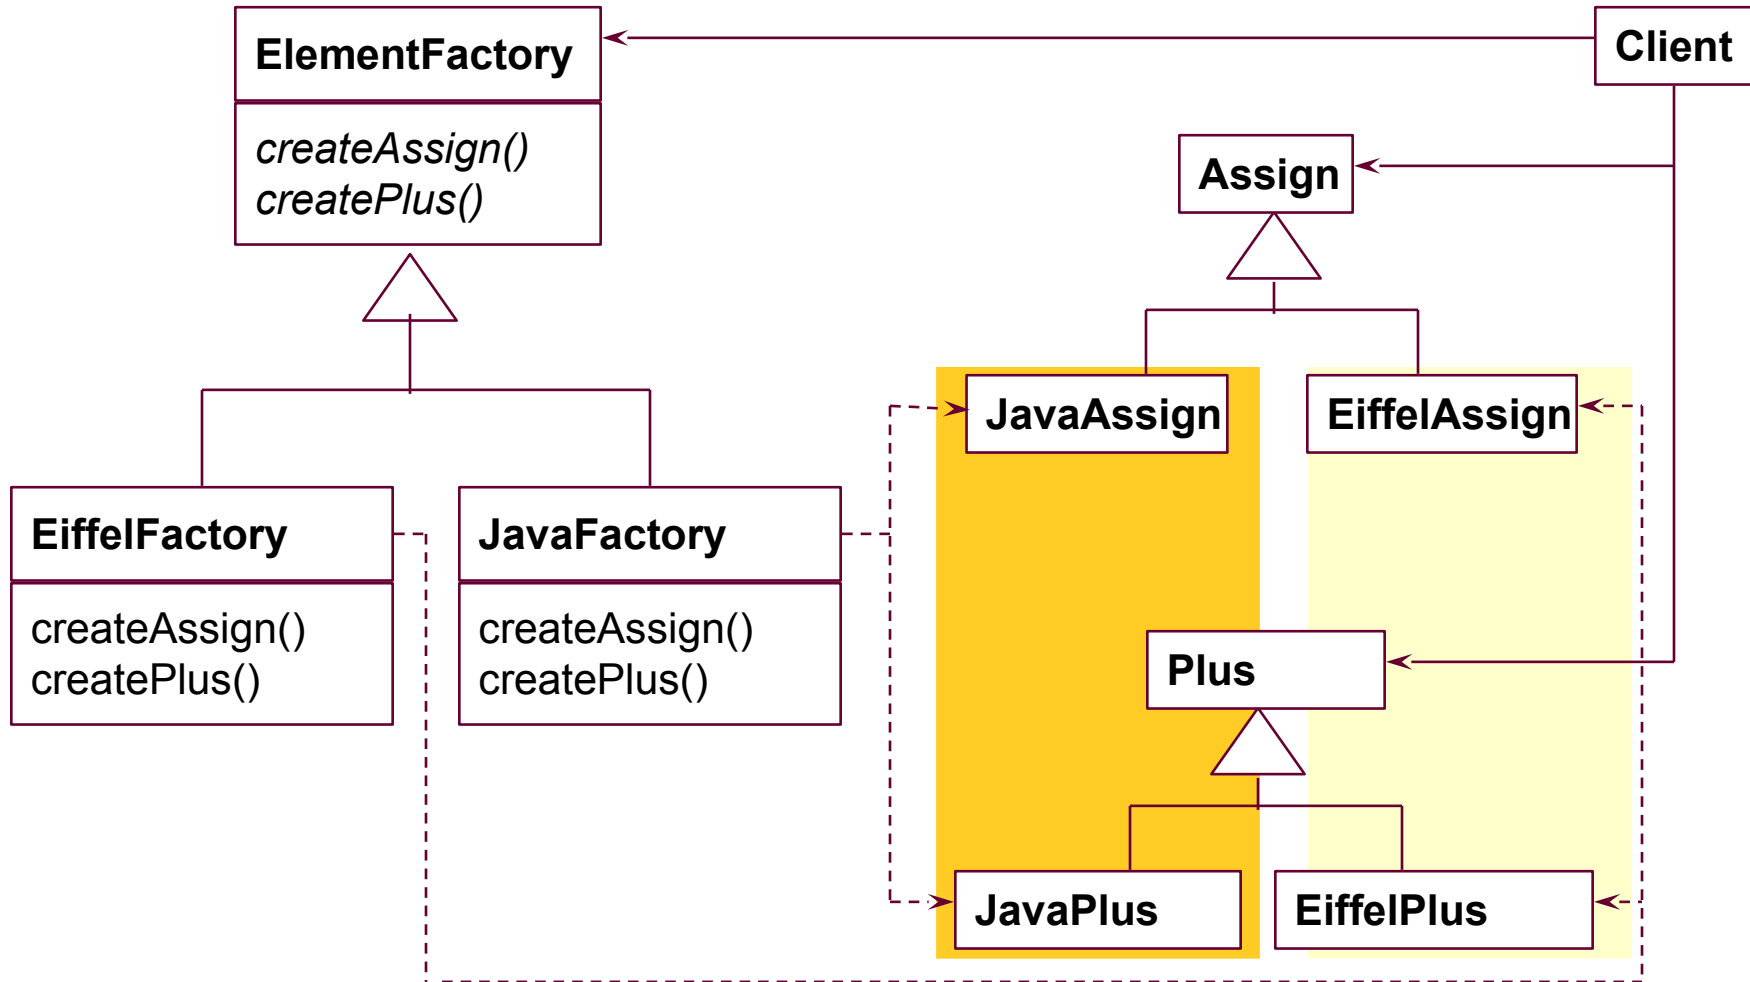 ElementFactory
Client
createAssign()
createPlus()
Assign
JavaAssign
EiffelAssign
EiffelFactory
JavaFactory
createAssign()
createPlus()
createAssign()
createPlus()
Plus
JavaPlus
EiffelPlus